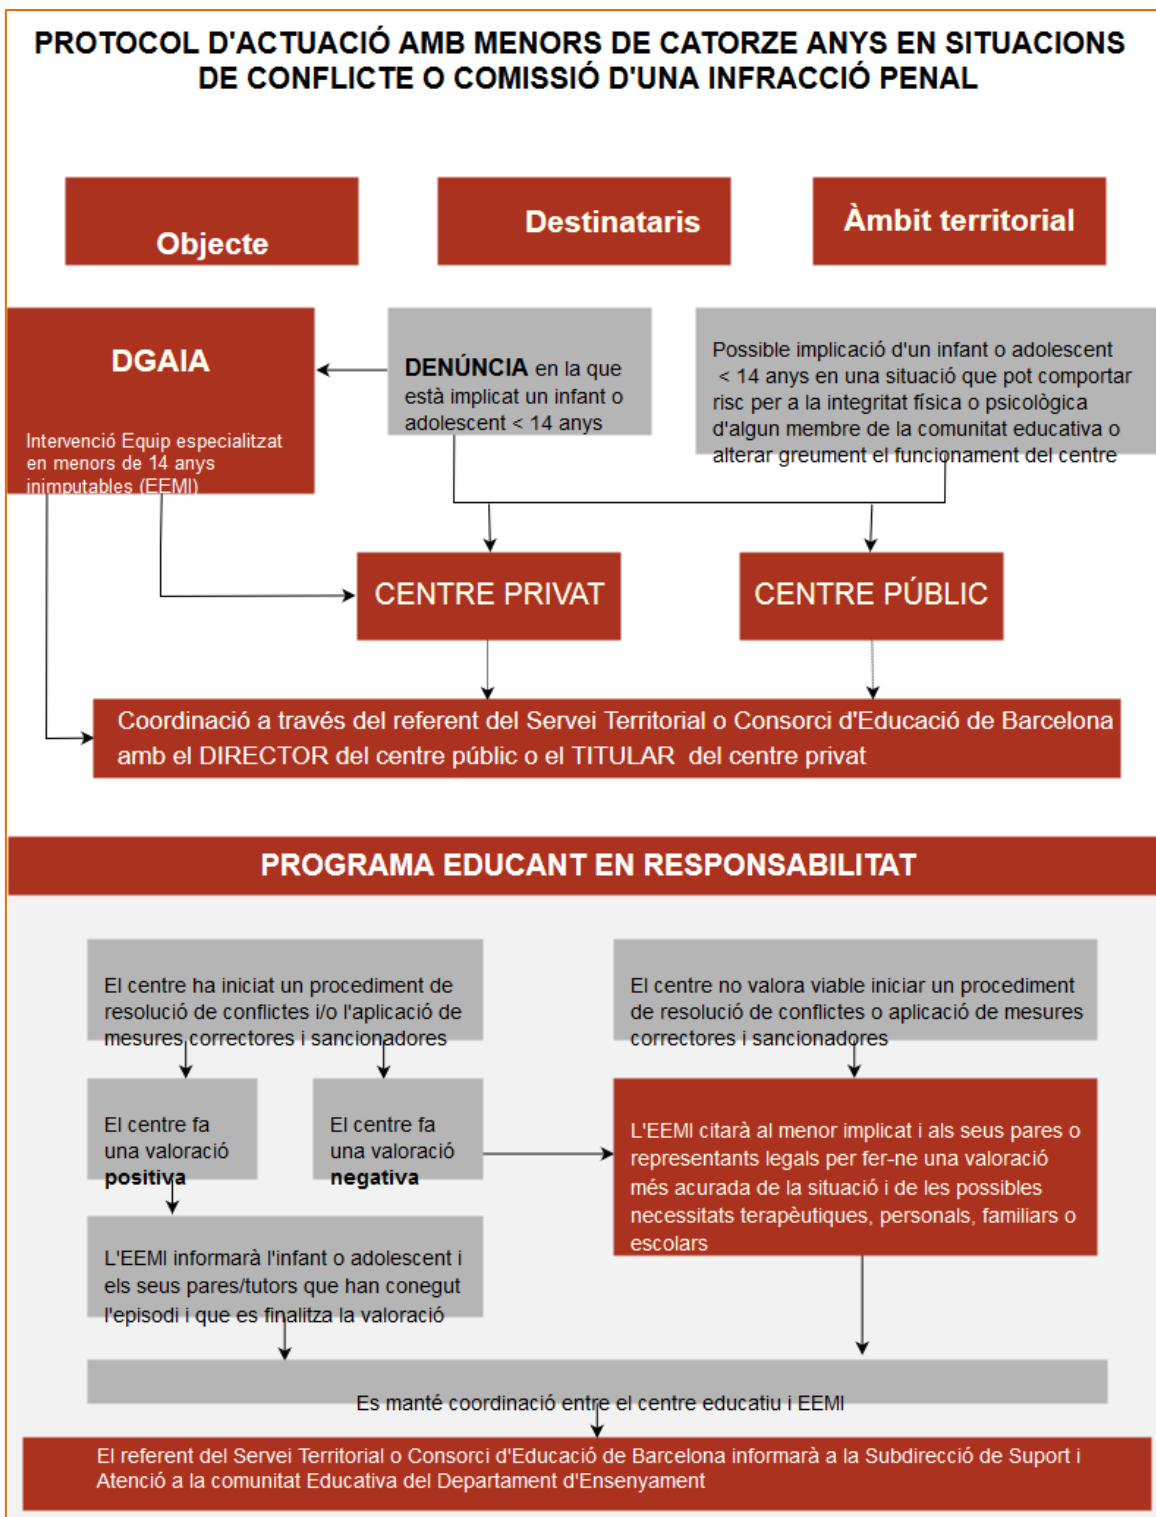 PROTOCOL D'ACTUACIÓ AMB MENORS DE CATORZE ANYS EN SITUACIONS
DE CONFLICTE O COMISSIÓ D'UNA INFRACCIÓ PENAL
Objecte
Destinataris
Àmbit territorial
DGAIA
Intervenció Equip especialitzat
en menors de 14 anys
inimputables (EEMI)
DENÚNCIA en la que
està implicat un infant o
adolescent < 14 anys
Possible implicació d'un infant o adolescent
< 14 anys en una situació que pot comportar
risc per a la integritat física o psicològica
d'algun membre de la comunitat educativa o
alterar greument el funcionament del centre
CENTRE PRIVAT
CENTRE PÚBLIC
Coordinació a través del referent del Servei Territorial o Consorci d'Educació de Barcelona
amb el DIRECTOR del centre públic o el TITULAR del centre privat
PROGRAMA EDUCANT EN RESPONSABILITAT
El centre ha iniciat un procediment de
resolució de conflictes i/o l'aplicació de
mesures correctores i sancionadores
El centre no valora viable iniciar un procediment
de resolució de conflictes o aplicació de mesures
correctores i sancionadores
El centre fa
una valoració
positiva
El centre fa
una valoració
negativa
L'EEMI citarà al menor implicat i als seus pares o
representants legals per fer-ne una valoració
més acurada de la situació i de les possibles
necessitats terapèutiques, personals, familiars o
escolars
L'EEMI informarà l'infant o adolescent i
els seus pares/tutors que han conegut
l'episodi i que es finalitza la valoració
Es manté coordinació entre el centre educatiu i EEMI
El referent del Servei Territorial o Consorci d'Educació de Barcelona informarà a la Subdirecció de Suport i
Atenció a la comunitat Educativa del Departament d'Ensenyament